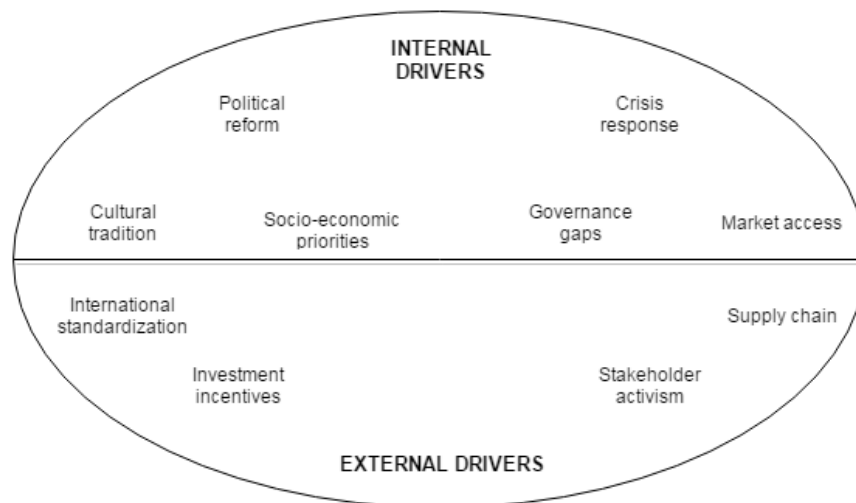 INTERNAL
DRIVERS
Political
reform
Crisis
response
Cultural
tradition
Socio-economic
priorities
Governance
gaps
Market access
International
standardization
Supply chain
Investment
incentives
Stakeholder
activism
EXTERNAL DRIVERS